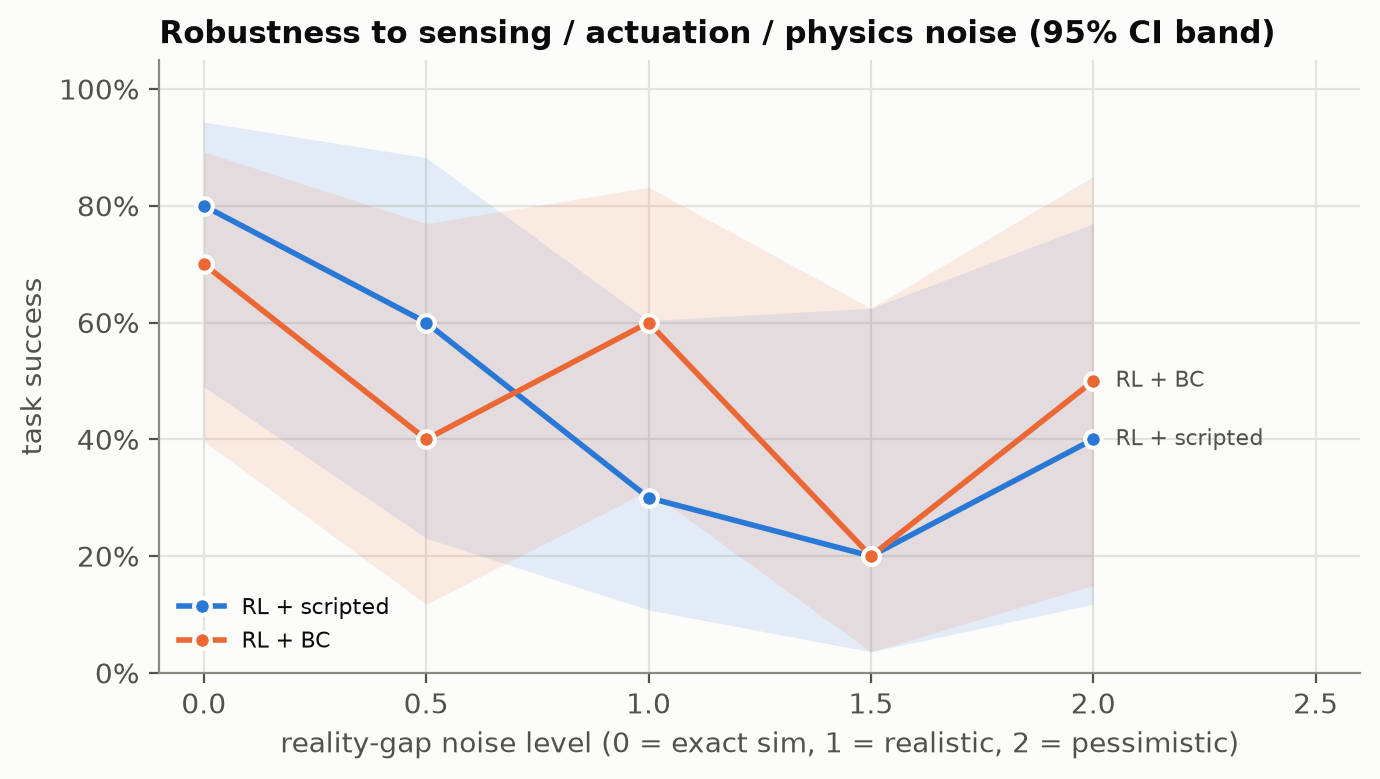 Robustness to sensing / actuation / physics noise (95% CI band)
100%
80%
60%
40%
20%
0%
task success
RL + BC
RL + scripted
RL + scripted
RL + BC
0.0 0.5 1.0 1.5 2.0 2.5
reality-gap noise level (0 = exact sim, 1 = realistic, 2 = pessimistic)